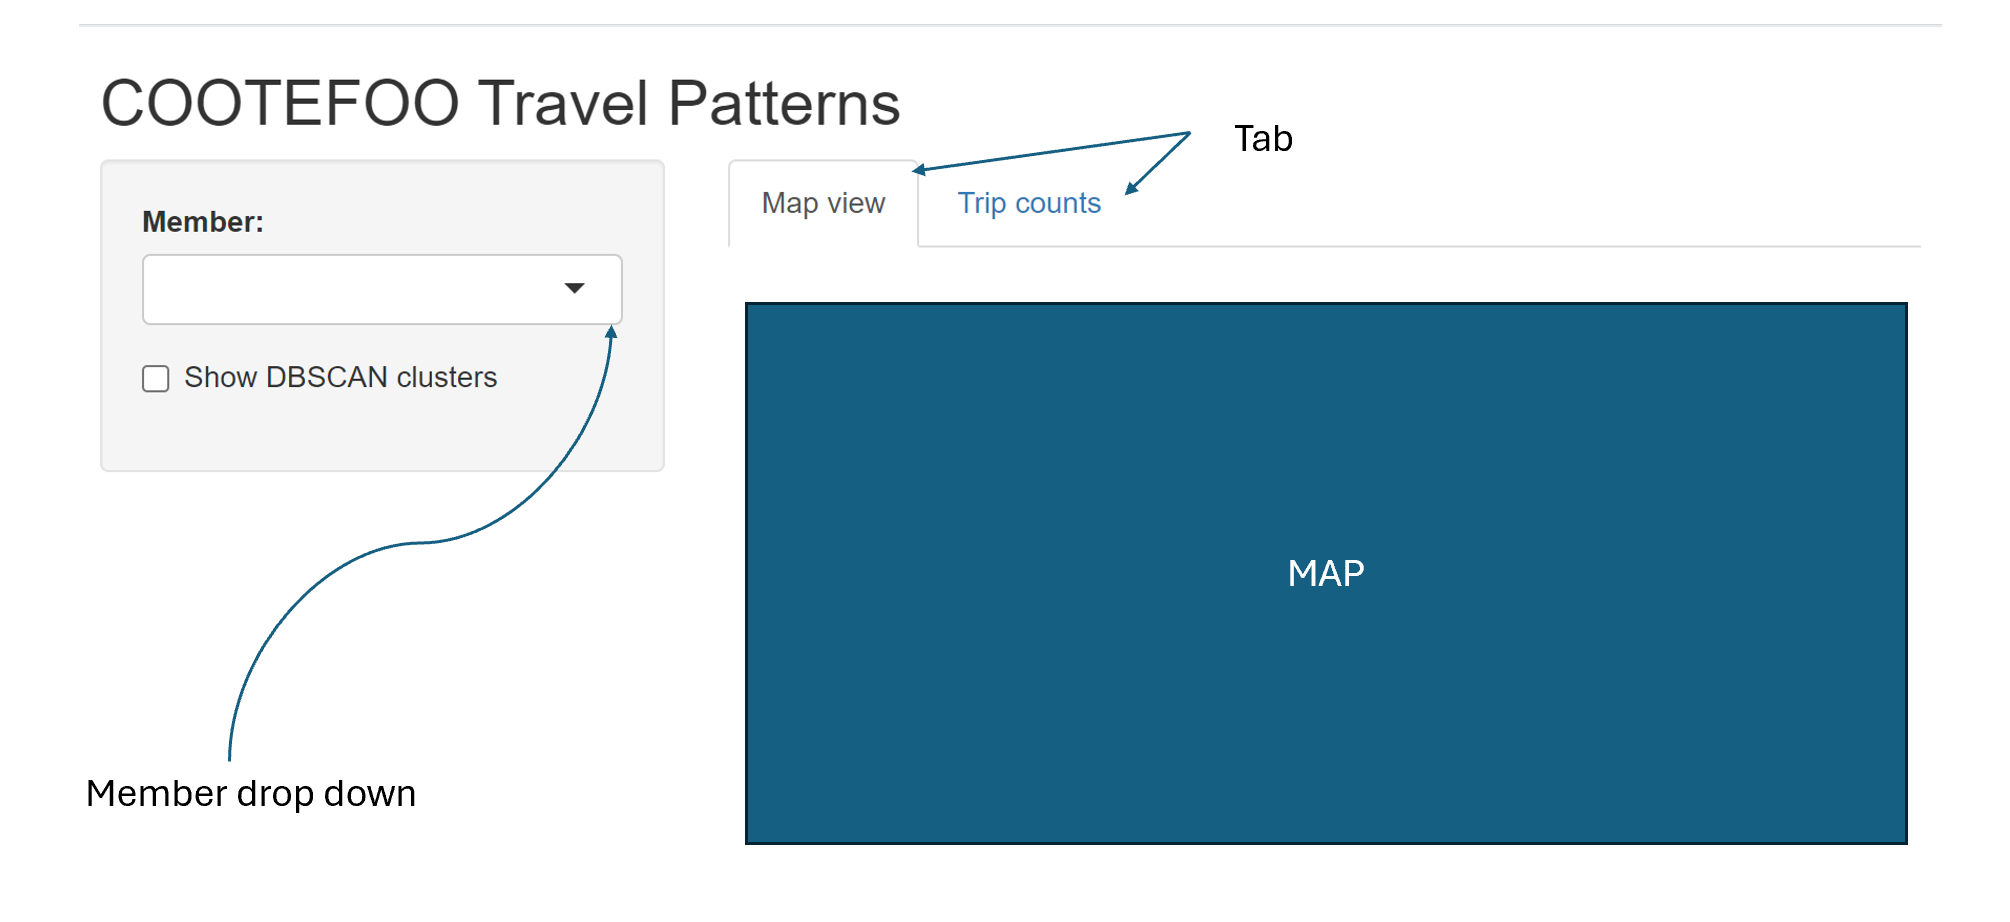 COOTEFOO Travel Patterns
Tab
Member:
Map view
Trip counts
Show DBSCAN clusters
MAP
Member drop down